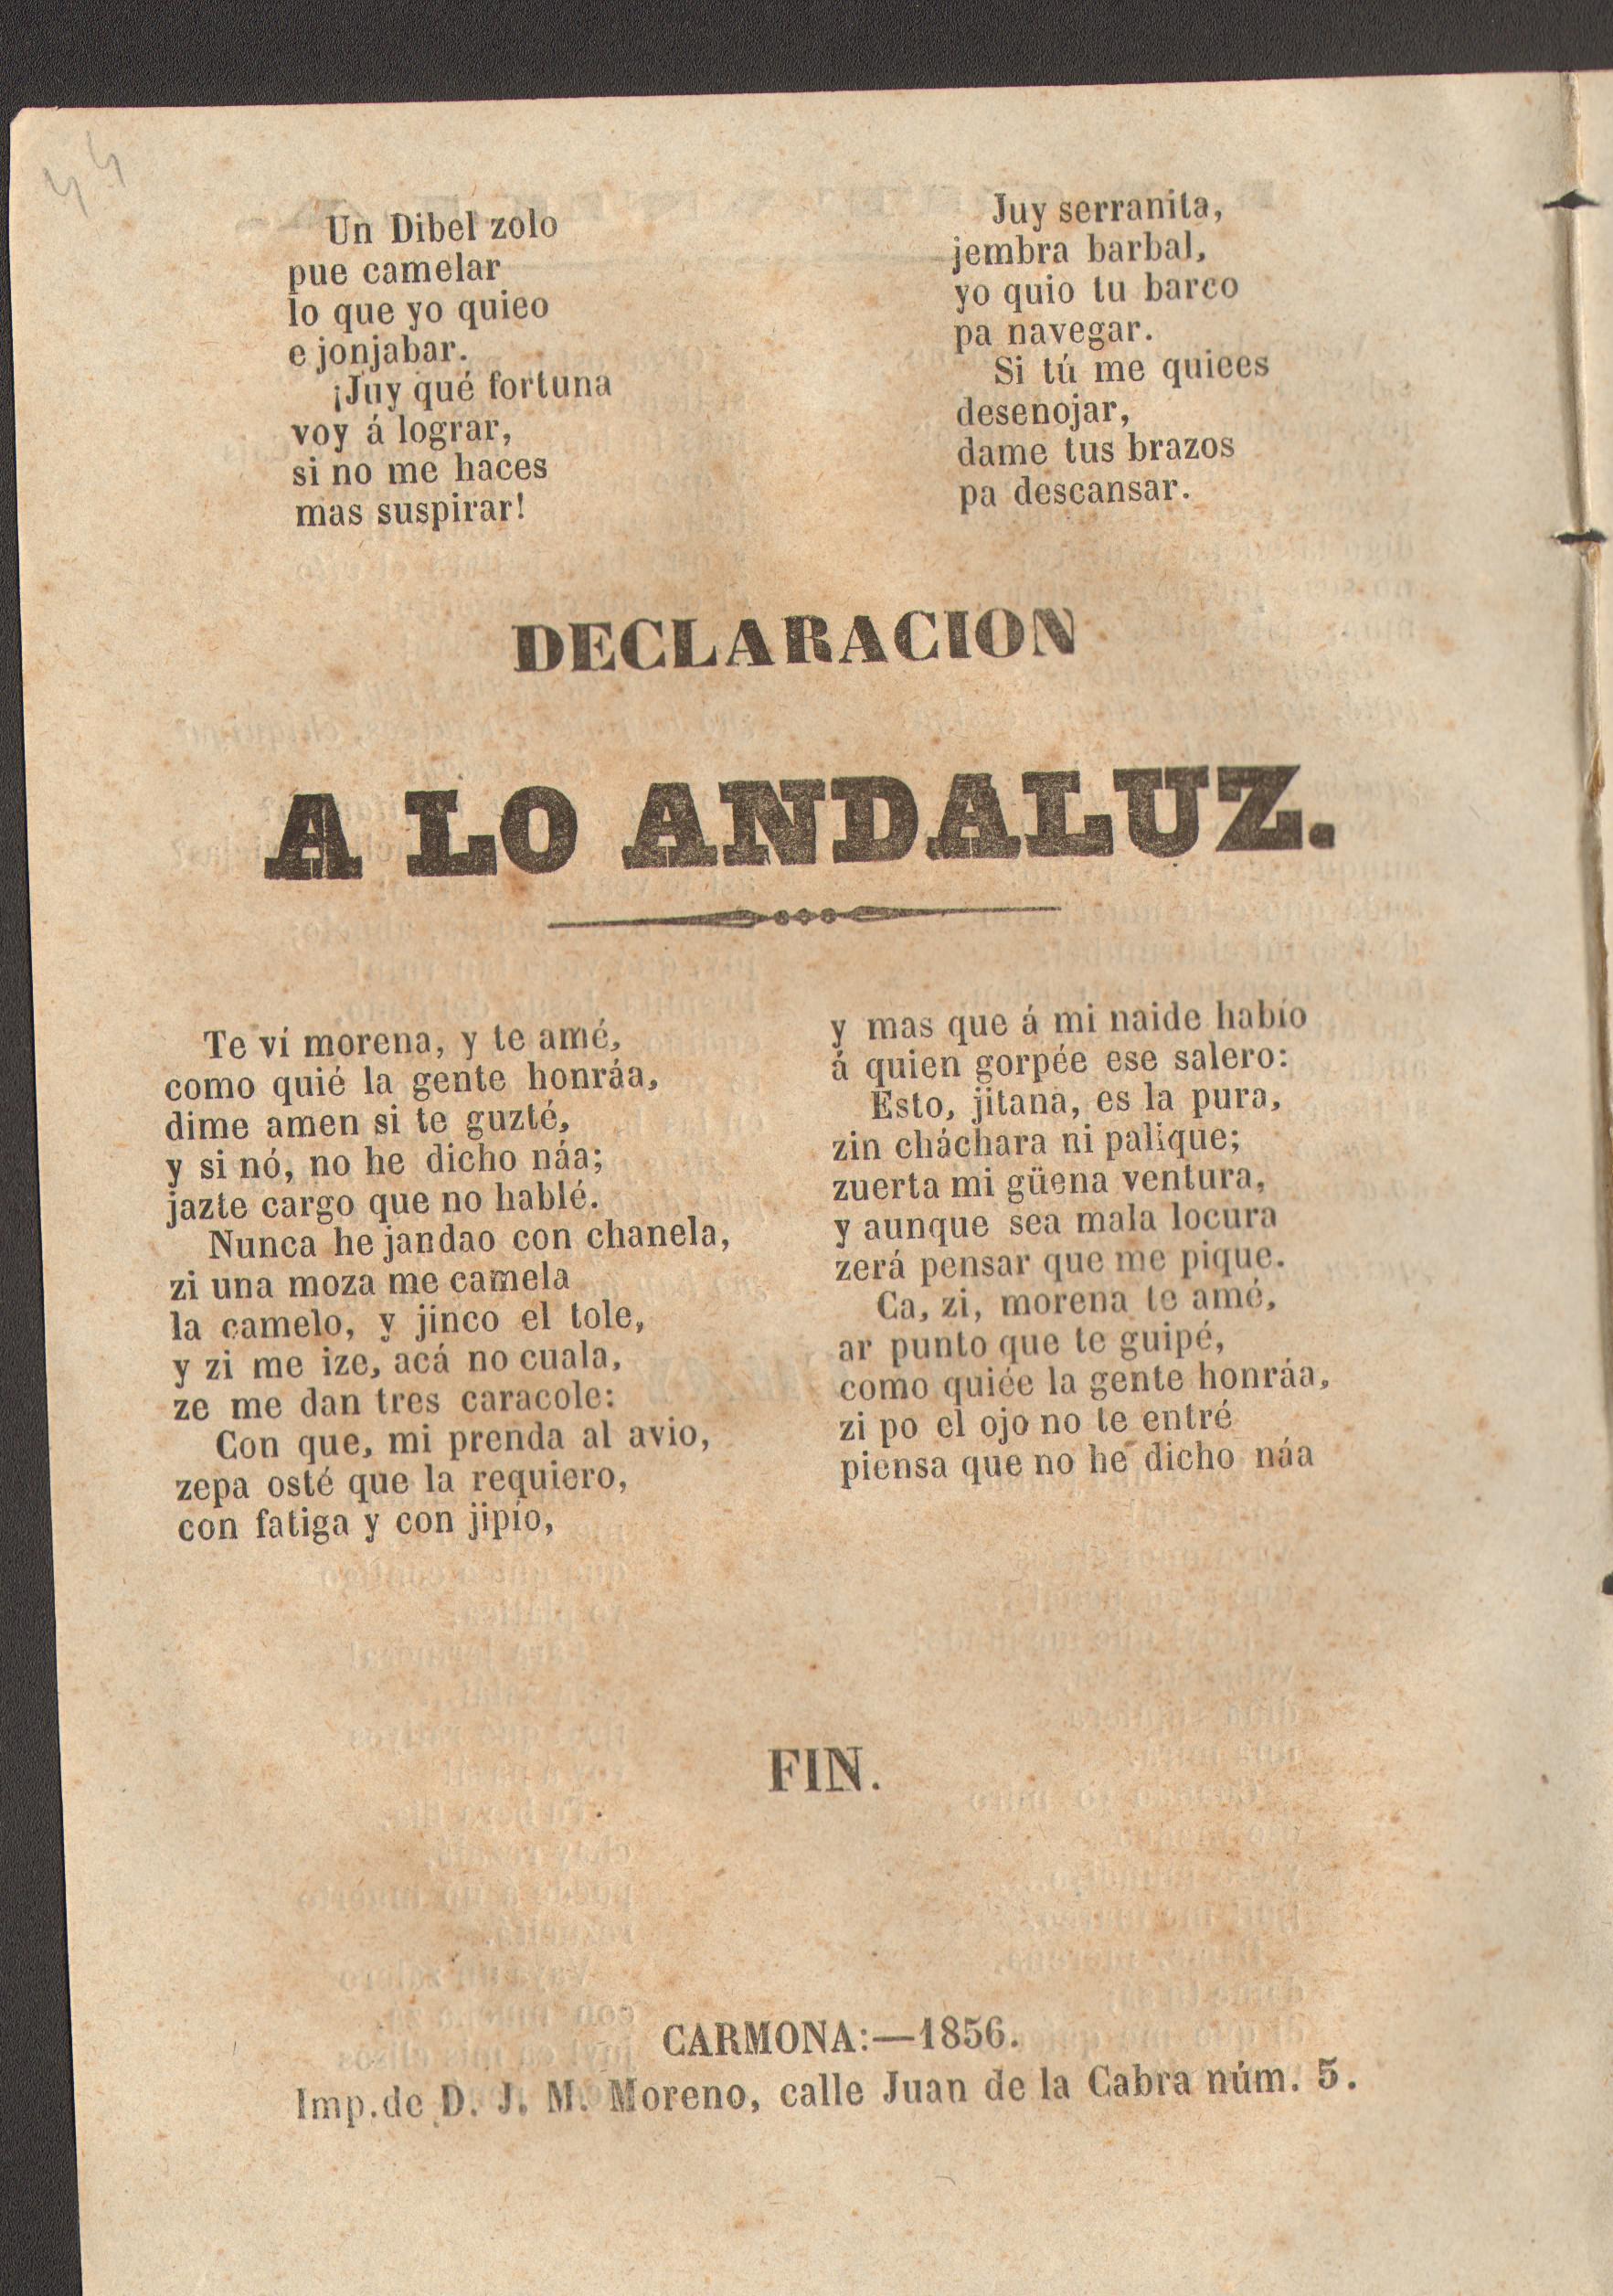 44
Un Dibel zolo
pue camelar
lo que yo quieo
e jonjabar.
¡Juy qué fortuna
voy á lograr,
si no me haces
mas suspirar!
Juy serranita,
jembra barbal,
yo quio tu barco
pa navegar.
Si tú me quiees
desenojar,
dame tus brazos
pa descansar.
DECLARACION
A LO ANDALUZ.
Te ví morena, y te amé,
como quié la gente honráa,
dime amen si te guzté,
y si nó, no he dicho náa;
jazte cargo que no hablé.
Nunca he jandao con chanela,
zi una moza me camela
la camelo, y jinco el tole,
y zi me ize, acá no cuala,
ze me dan tres caracole:
Con que, mi prenda al avio,
zepa osté que la requiero,
con fatiga y con jipío,
y mas que á mi naide habío
á quien gorpée ese salero:
Esto, jitana, es la pura,
zin cháchara ni palique;
zuerta mi güena ventura,
y aunque sea mala locura
zerá pensar que me pique.
Ca, zi, morena te amé,
ar punto que te guipé,
como quiée la gente honráa,
zi po el ojo no te entré
piensa que no he dicho náa
FIN.
CARMONA:—1856.
Imp. de D. J. M. Moreno, calle Juan de la Cabra núm. 5.